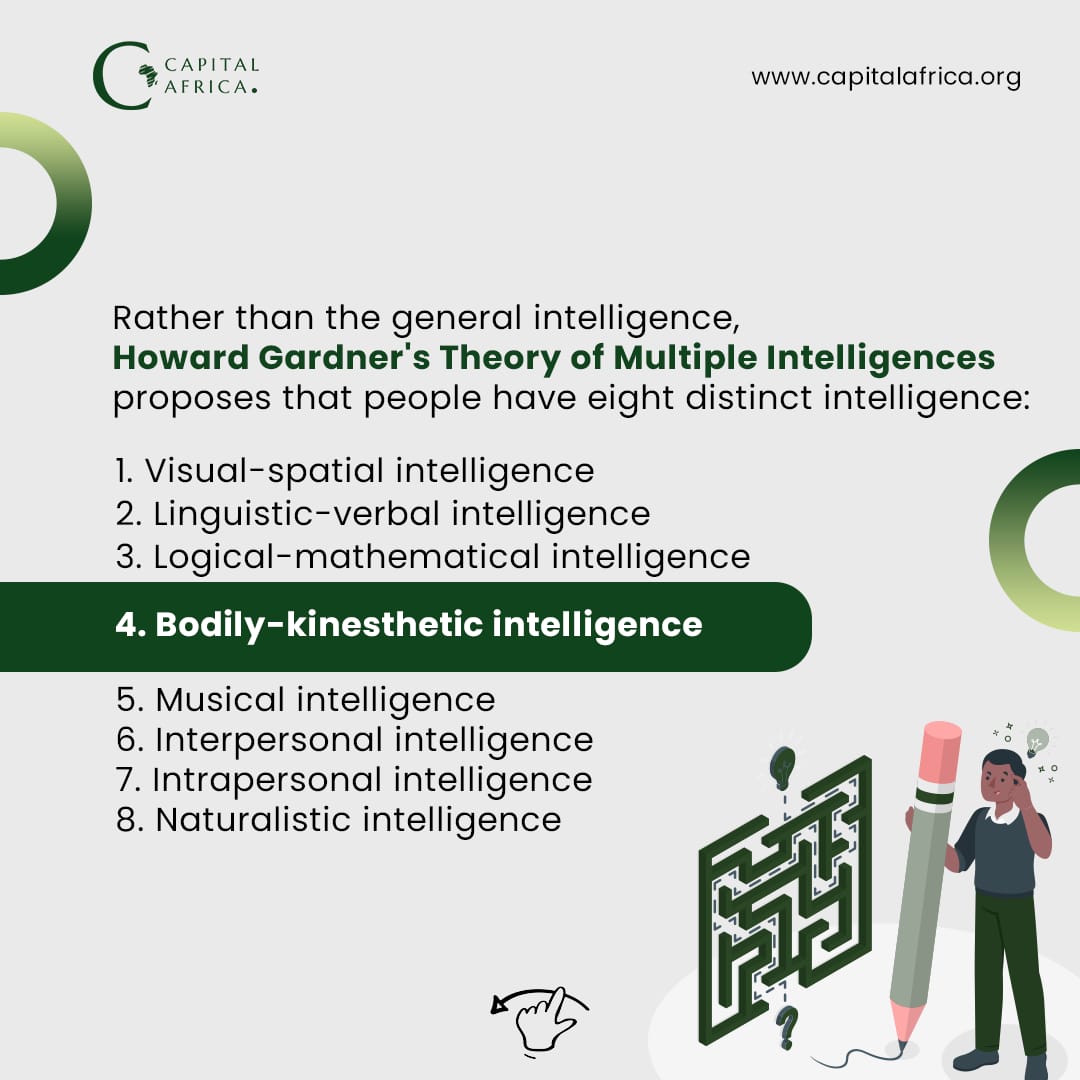 CAPITAL
AFRICA.
www.capitalafrica.org
Rather than the general intelligence,
Howard Gardner's Theory of Multiple Intelligences
proposes that people have eight distinct intelligence:
1. Visual-spatial intelligence
2. Linguistic-verbal intelligence
3. Logical-mathematical intelligence
4. Bodily-kinesthetic intelligence
5. Musical intelligence
6. Interpersonal intelligence
7. Intrapersonal intelligence
8. Naturalistic intelligence
?